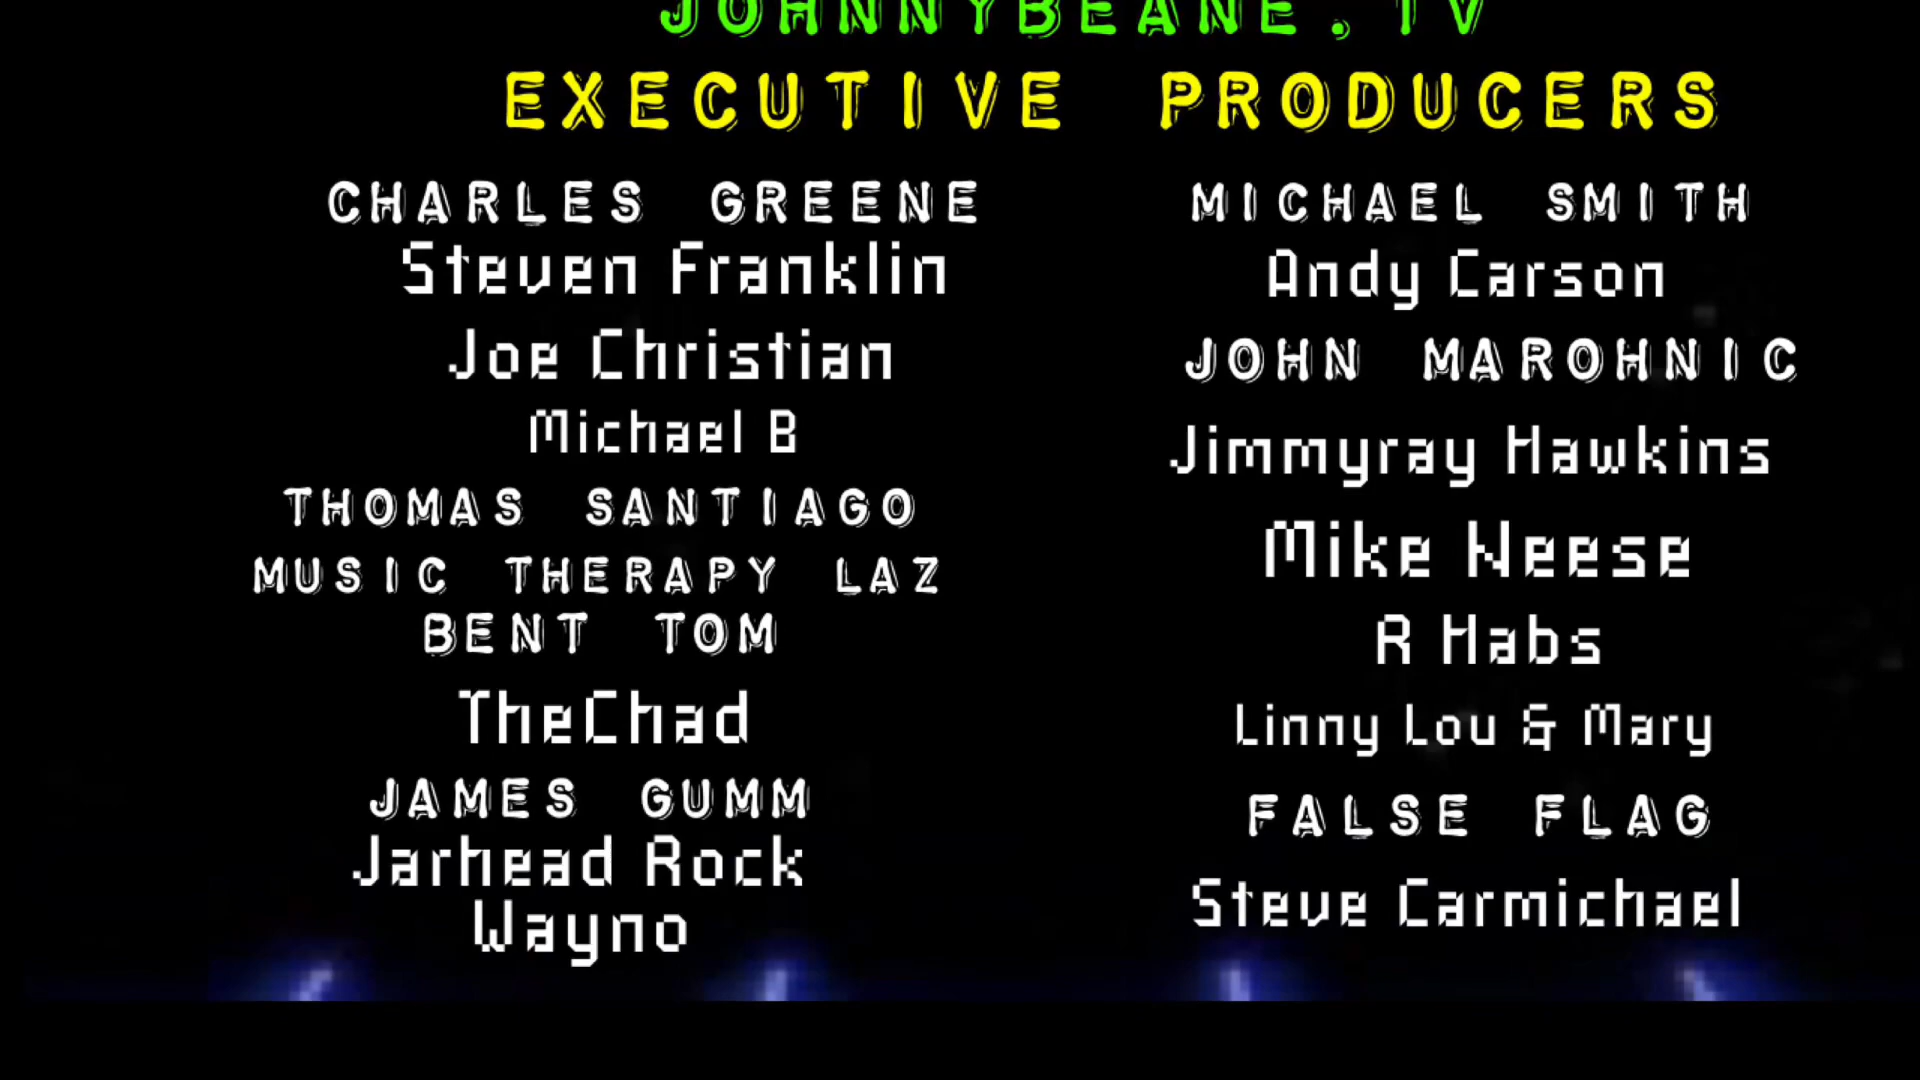 JOHNNYBEANE.TV
EXECUTIVE PRODUCERS
CHARLES GREENE
Steven Franklin
Joe Christian
Michael B
THOMAS SANTIAGO
MUSIC THERAPY LAZ
BENT TOM
TheChad
JAMES GUMM
Jarhead Rock
Wayno
MICHAEL SMITH
Andy Carson
JOHN MAROHNIC
Jimmyray Hawkins
Mike Neese
R Habs
Linny Lou & Mary
FALSE FLAG
Steve Carmichael